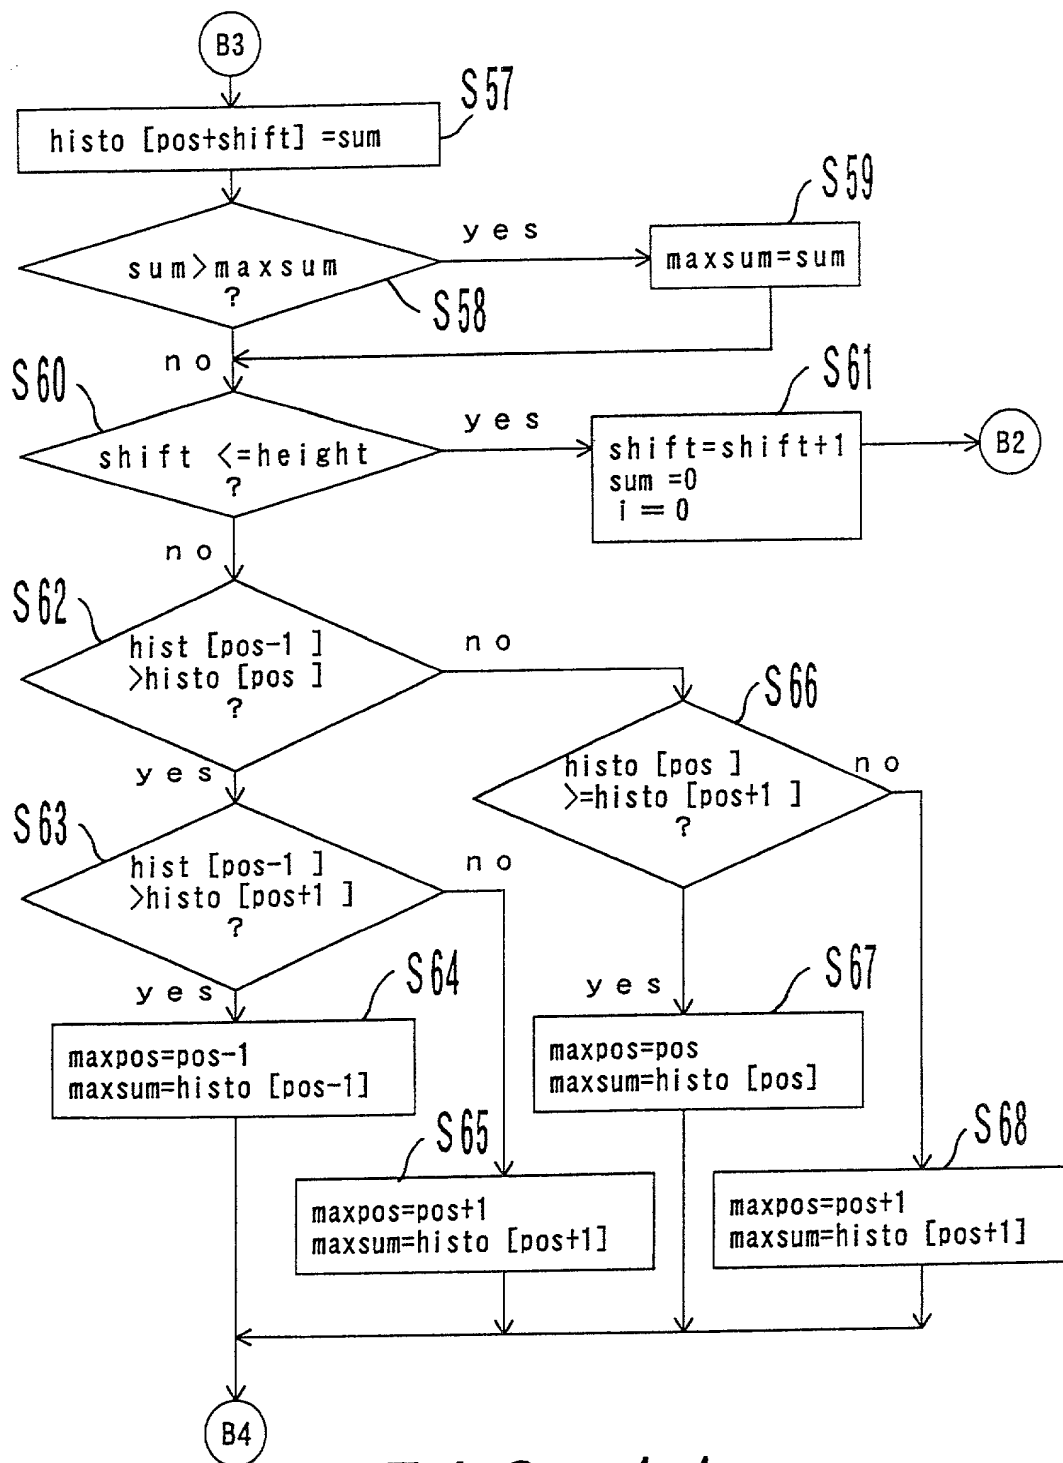 B3
S57
histo [pos+shift] =sum
S59
yes
maxsum=sum
sum>maxsum
?
S58
no
S60
S61
yes
shift <=height
?
shift=shift+1
sum =0
i = 0
B2
no
S62
hist [pos-1 ]
>histo [pos ]
?
no
S66
yes
histo [pos ]
>=histo [pos+1 ]
?
no
S63
hist [pos-1 ]
>histo [pos+1 ]
?
no
yes
S64
yes
S67
maxpos=pos-1
maxsum=histo [pos-1]
maxpos=pos
maxsum=histo [pos]
S65
S68
maxpos=pos+1
maxsum=histo [pos+1]
maxpos=pos+1
maxsum=histo [pos+1]
B4